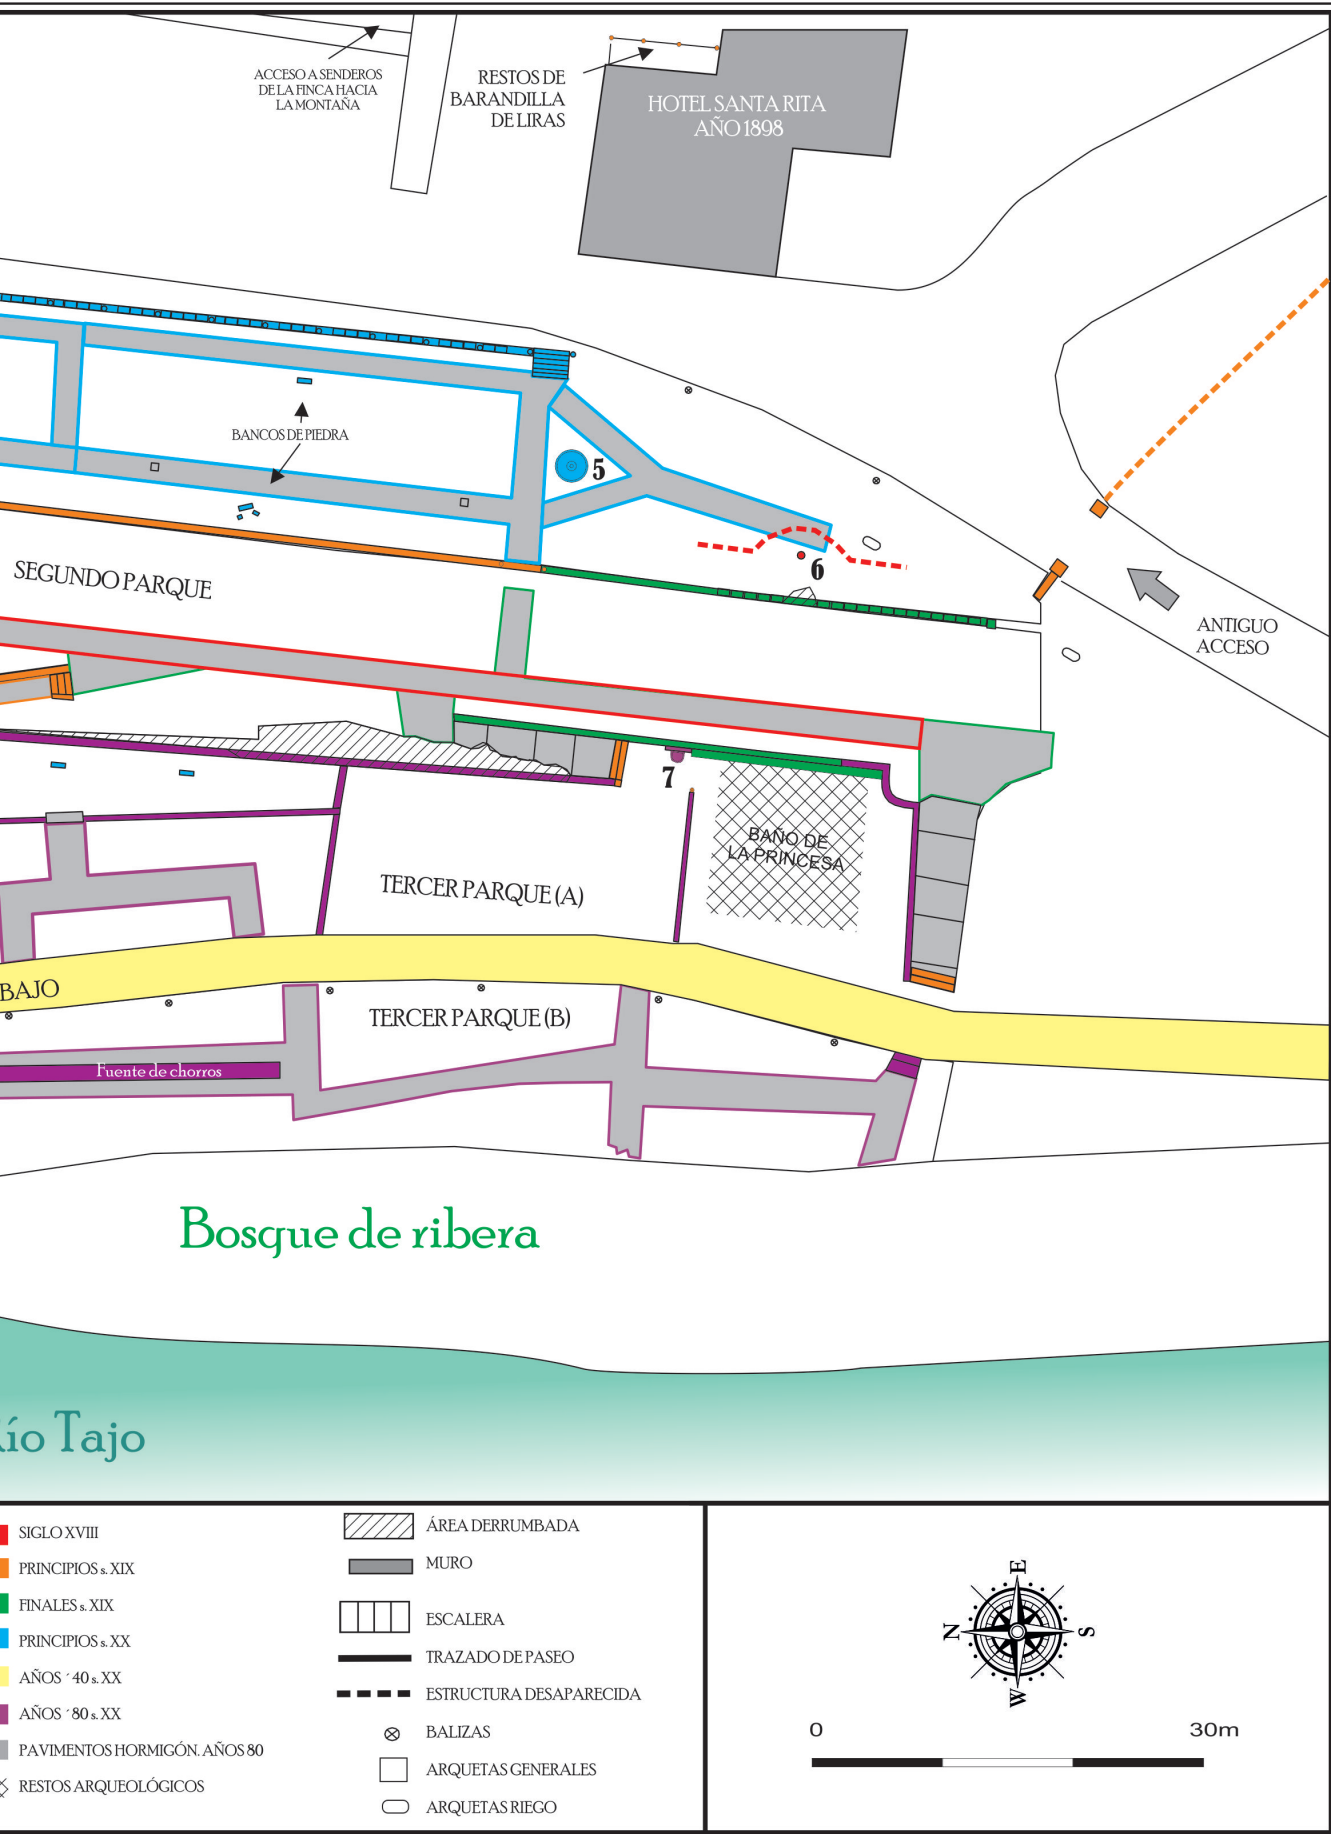 ACCESO A SENDEROS
DE LA FINCA HACIA
LA MONTAÑA
RESTOS DE
BARANDILLA
DE LIRAS
HOTEL SANTA RITA
AÑO 1898
BANCOS DE PIEDRA
5
6
SEGUNDO PARQUE
ANTIGUO
ACCESO
7
BAÑO DE
LA PRINCESA
TERCER PARQUE (A)
BAJO
TERCER PARQUE (B)
Fuente de chorros
Bosque de ribera
ío Tajo
SIGLO XVIII
PRINCIPIOS s. XIX
FINALES s. XIX
PRINCIPIOS s. XX
AÑOS ´40 s. XX
AÑOS ´80 s. XX
PAVIMENTOS HORMIGÓN. AÑOS 80
RESTOS ARQUEOLÓGICOS
ÁREA DERRUMBADA
MURO
ESCALERA
TRAZADO DE PASEO
ESTRUCTURA DESAPARECIDA
BALIZAS
ARQUETAS GENERALES
ARQUETAS RIEGO
E
N
S
W
0 30m